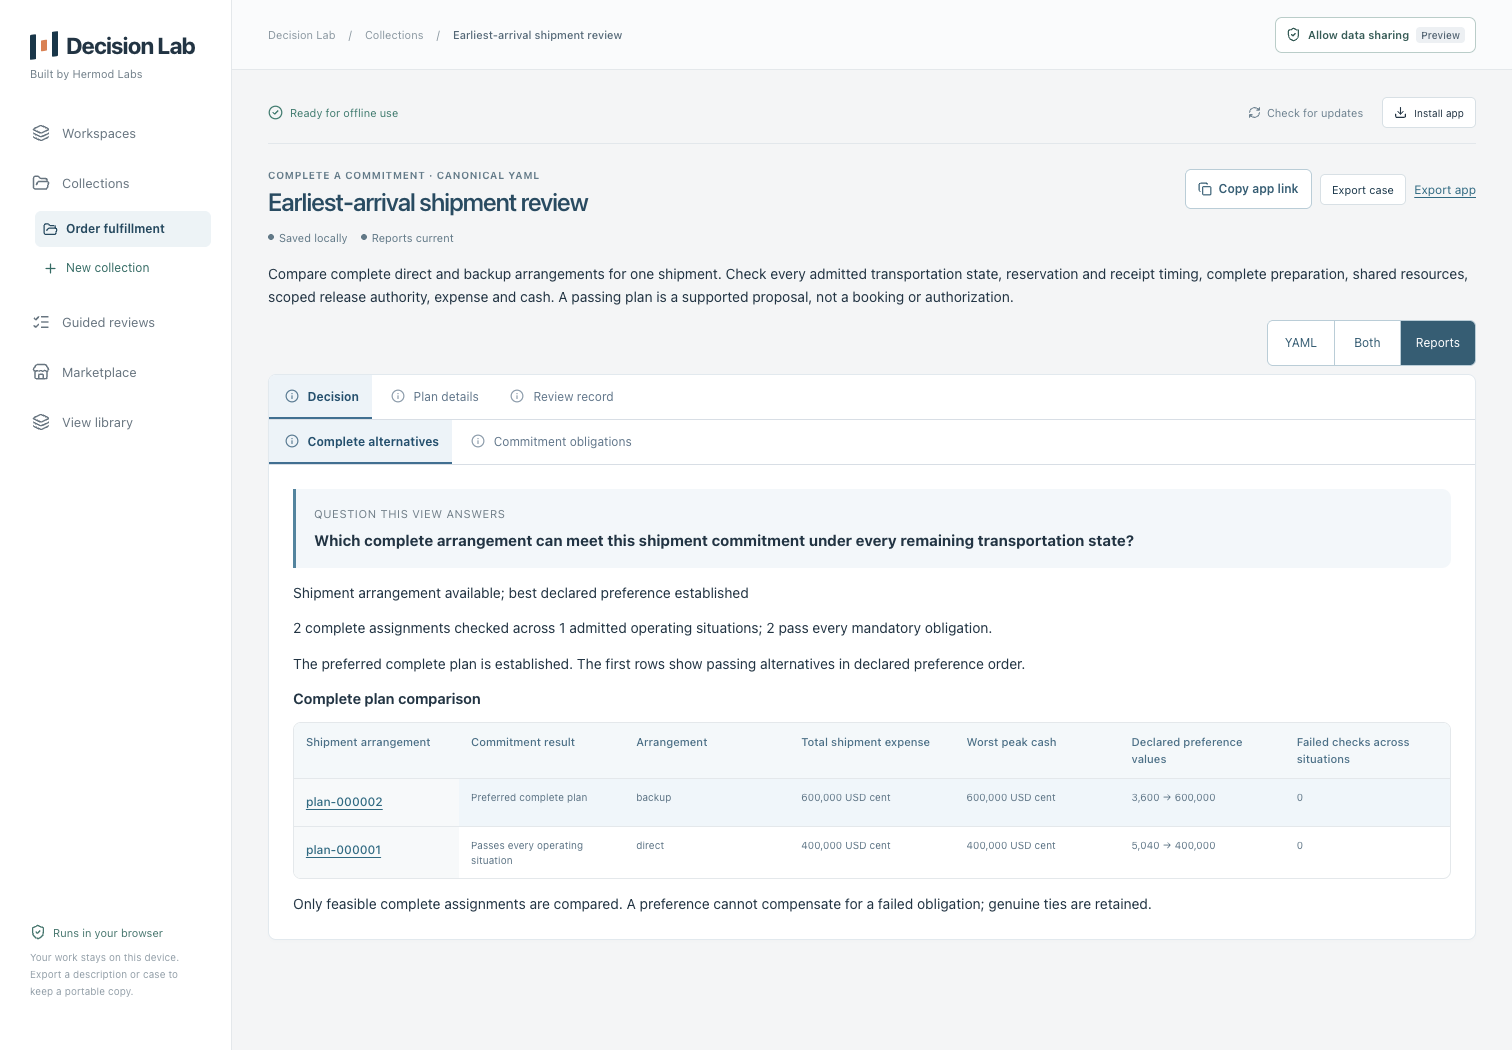 Decision Lab
Built by Hermod Labs
Workspaces
Collections
Order fulfillment
New collection
Guided reviews
Marketplace
View library
Runs in your browser
Your work stays on this device.
Export a description or case to
keep a portable copy.
Decision Lab / Collections / Earliest-arrival shipment review
Allow data sharing Preview
Ready for offline use
Check for updates
Install app
COMPLETE A COMMITMENT · CANONICAL YAML
Earliest-arrival shipment review
Copy app link
Export case
Export app
Saved locally
Reports current
Compare complete direct and backup arrangements for one shipment. Check every admitted transportation state, reservation and receipt timing, complete preparation, shared resources,
scoped release authority, expense and cash. A passing plan is a supported proposal, not a booking or authorization.
YAML Both Reports
Decision Plan details Review record
Complete alternatives Commitment obligations
QUESTION THIS VIEW ANSWERS
Which complete arrangement can meet this shipment commitment under every remaining transportation state?
Shipment arrangement available; best declared preference established
2 complete assignments checked across 1 admitted operating situations; 2 pass every mandatory obligation.
The preferred complete plan is established. The first rows show passing alternatives in declared preference order.
Complete plan comparison
Shipment arrangement Commitment result Arrangement Total shipment expense Worst peak cash Declared preference values Failed checks across situations
plan-000002 Preferred complete plan backup 600,000 USD cent 600,000 USD cent 3,600 → 600,000 0
plan-000001 Passes every operating situation direct 400,000 USD cent 400,000 USD cent 5,040 → 400,000 0
Only feasible complete assignments are compared. A preference cannot compensate for a failed obligation; genuine ties are retained.